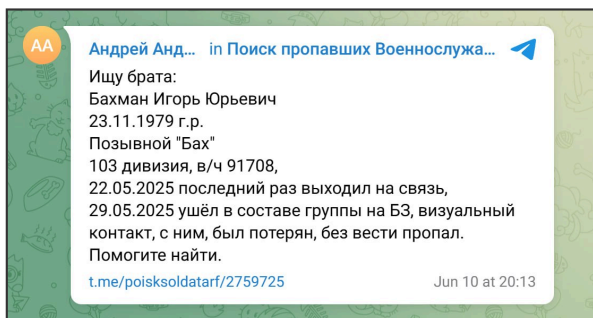 АА
Андрей Анд... in Поиск пропавших Военнослужа...
Ищу брата:
Бахман Игорь Юрьевич
23.11.1979 г.р.
Позывной "Бах"
103 дивизия, в/ч 91708,
22.05.2025 последний раз выходил на связь,
29.05.2025 ушёл в составе группы на БЗ, визуальный
контакт, с ним, был потерян, без вести пропал.
Помогите найти.
t.me/poisksoldatarf/2759725 Jun 10 at 20:13